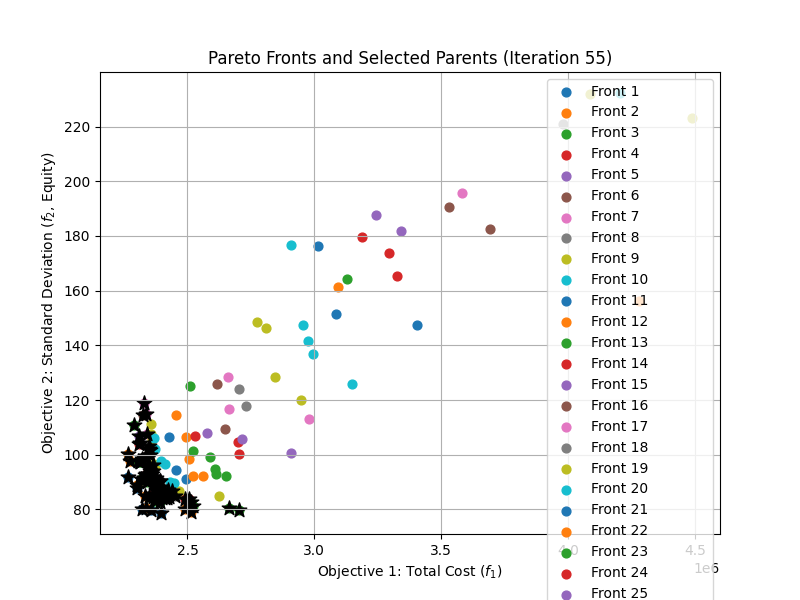 Pareto Fronts and Selected Parents (Iteration 55)
Objective 2: Standard Deviation (f₂, Equity)
220
200
180
160
140
120
100
80
2.5
3.0
3.5
4.0
4.5
1e6
Objective 1: Total Cost (f₁)
Front 1
Front 2
Front 3
Front 4
Front 5
Front 6
Front 7
Front 8
Front 9
Front 10
Front 11
Front 12
Front 13
Front 14
Front 15
Front 16
Front 17
Front 18
Front 19
Front 20
Front 21
Front 22
Front 23
Front 24
Front 25